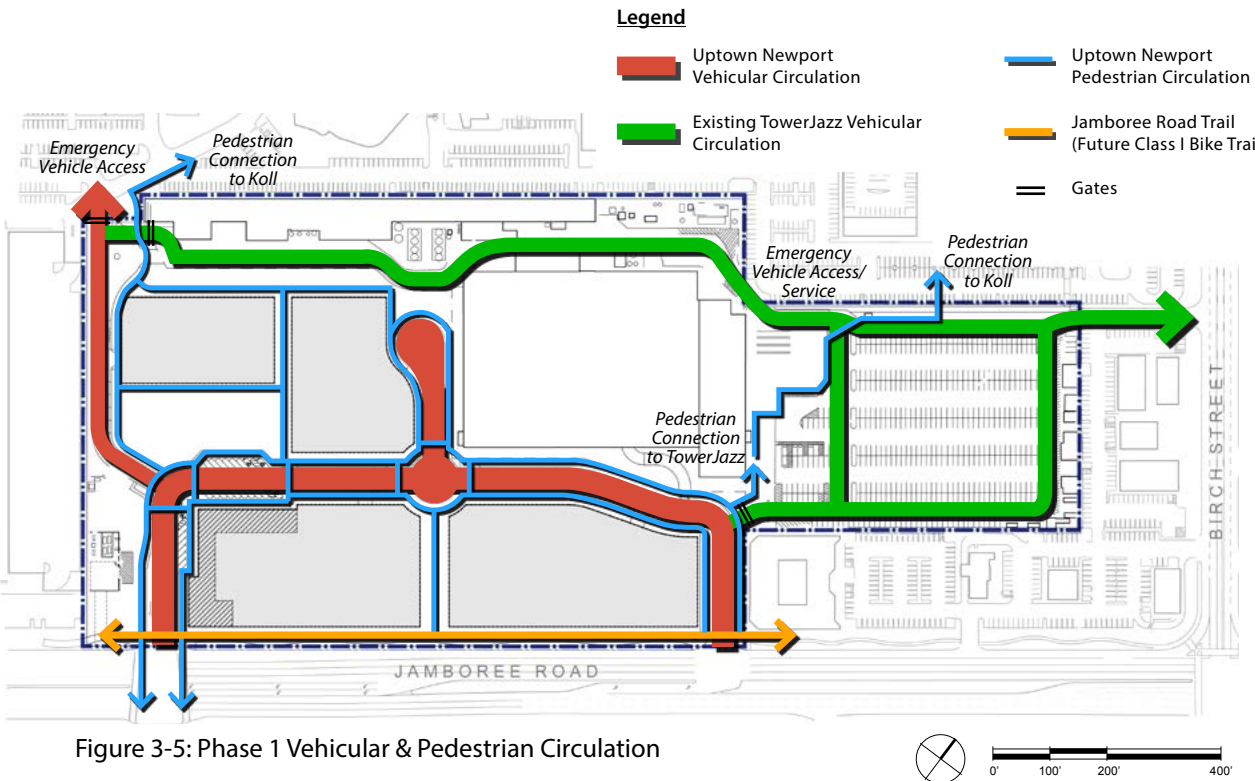 Legend
Uptown Newport
Vehicular Circulation
Uptown Newport
Pedestrian Circulation
Existing TowerJazz Vehicular
Circulation
Jamboree Road Trail
(Future Class I Bike Trai
Gates
Emergency
Vehicle Access
Pedestrian
Connection
to Koll
Emergency
Vehicle Access/
Service
Pedestrian
Connection
to Koll
Pedestrian
Connection
to TowerJazz
BIRCH STREET
JAMBOREE ROAD
Figure 3-5: Phase 1 Vehicular & Pedestrian Circulation
0' 100' 200' 400'